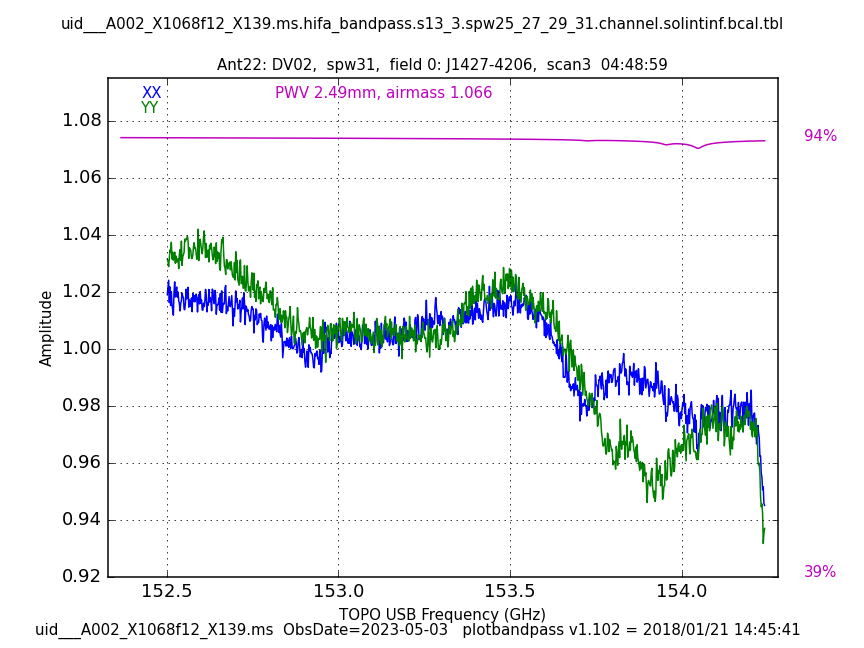 uid___A002_X1068f12_X139.ms.hifa_bandpass.s13_3.spw25_27_29_31.channel.solintinf.bcal.tbl
Ant22: DV02,  spw31,  field 0: J1427-4206,  scan3  04:48:59
XX
PWV 2.49mm, airmass 1.066
YY
1.08
94%
1.06
1.04
1.02
Amplitude
1.00
0.98
0.96
0.94
0.92
39%
152.5 153.0 153.5 154.0
TOPO USB Frequency (GHz)
uid___A002_X1068f12_X139.ms  ObsDate=2023-05-03   plotbandpass v1.102 = 2018/01/21 14:45:41